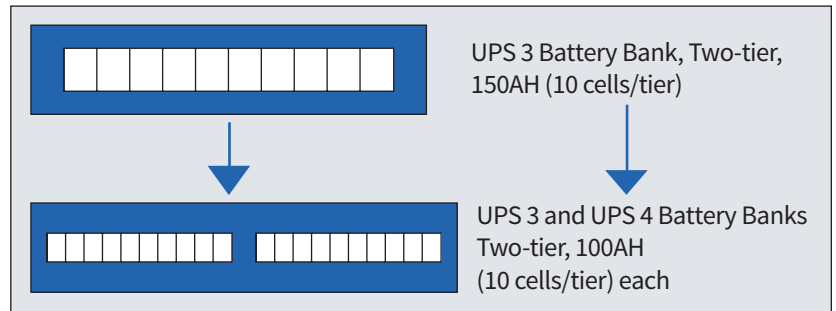 UPS 3 Battery Bank, Two-tier,
150AH (10 cells/tier)
UPS 3 and UPS 4 Battery Banks
Two-tier, 100AH
(10 cells/tier) each